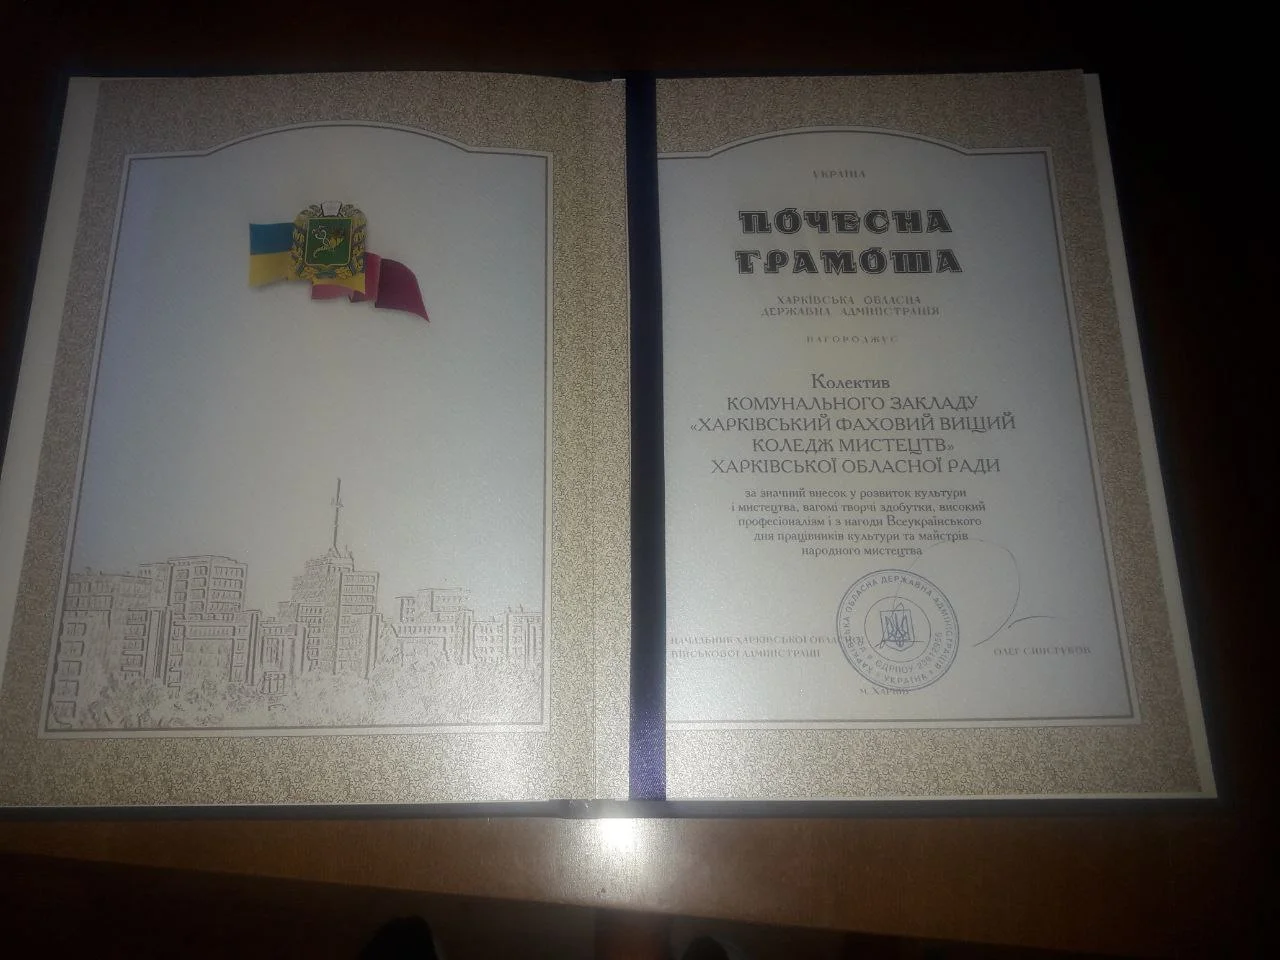 УКРАЇНА
ПОЧЕСНА
ГРАМОТА
ХАРКІВСЬКА ОБЛАСНА
ДЕРЖАВНА АДМІНІСТРАЦІЯ
НАГОРОДЖУЄ
Колектив
КОМУНАЛЬНОГО ЗАКЛАДУ
«ХАРКІВСЬКИЙ ФАХОВИЙ ВИЩИЙ
КОЛЕДЖ МИСТЕЦТВ»
ХАРКІВСЬКОЇ ОБЛАСНОЇ РАДИ
за значний внесок у розвиток культури
і мистецтва, вагомі творчі здобутки, високий
професіоналізм і з нагоди Всеукраїнського
дня працівників культури та майстрів
народного мистецтва
НАЧАЛЬНИК ХАРКІВСЬКОЇ ОБЛАСНОЇ
ВІЙСЬКОВОЇ АДМІНІСТРАЦІЇ
ОЛЕГ СИНЄГУБОВ
ХАРКІВСЬКА ОБЛАСНА ДЕРЖАВНА АДМІНІСТРАЦІЯ
УКРАЇНА
ЄДРПОУ
м. ХАРКІВ